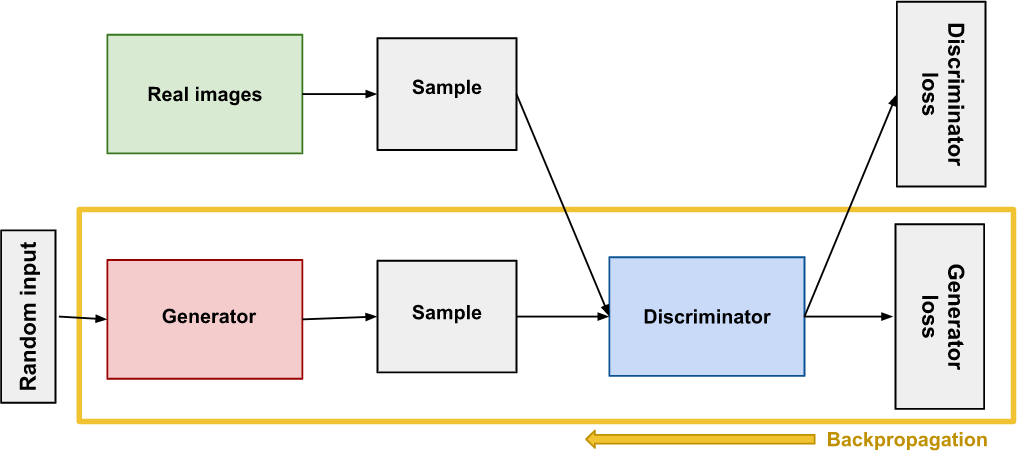 Real images
Sample
Discriminator
loss
Random input
Generator
Sample
Discriminator
Generator
loss
Backpropagation